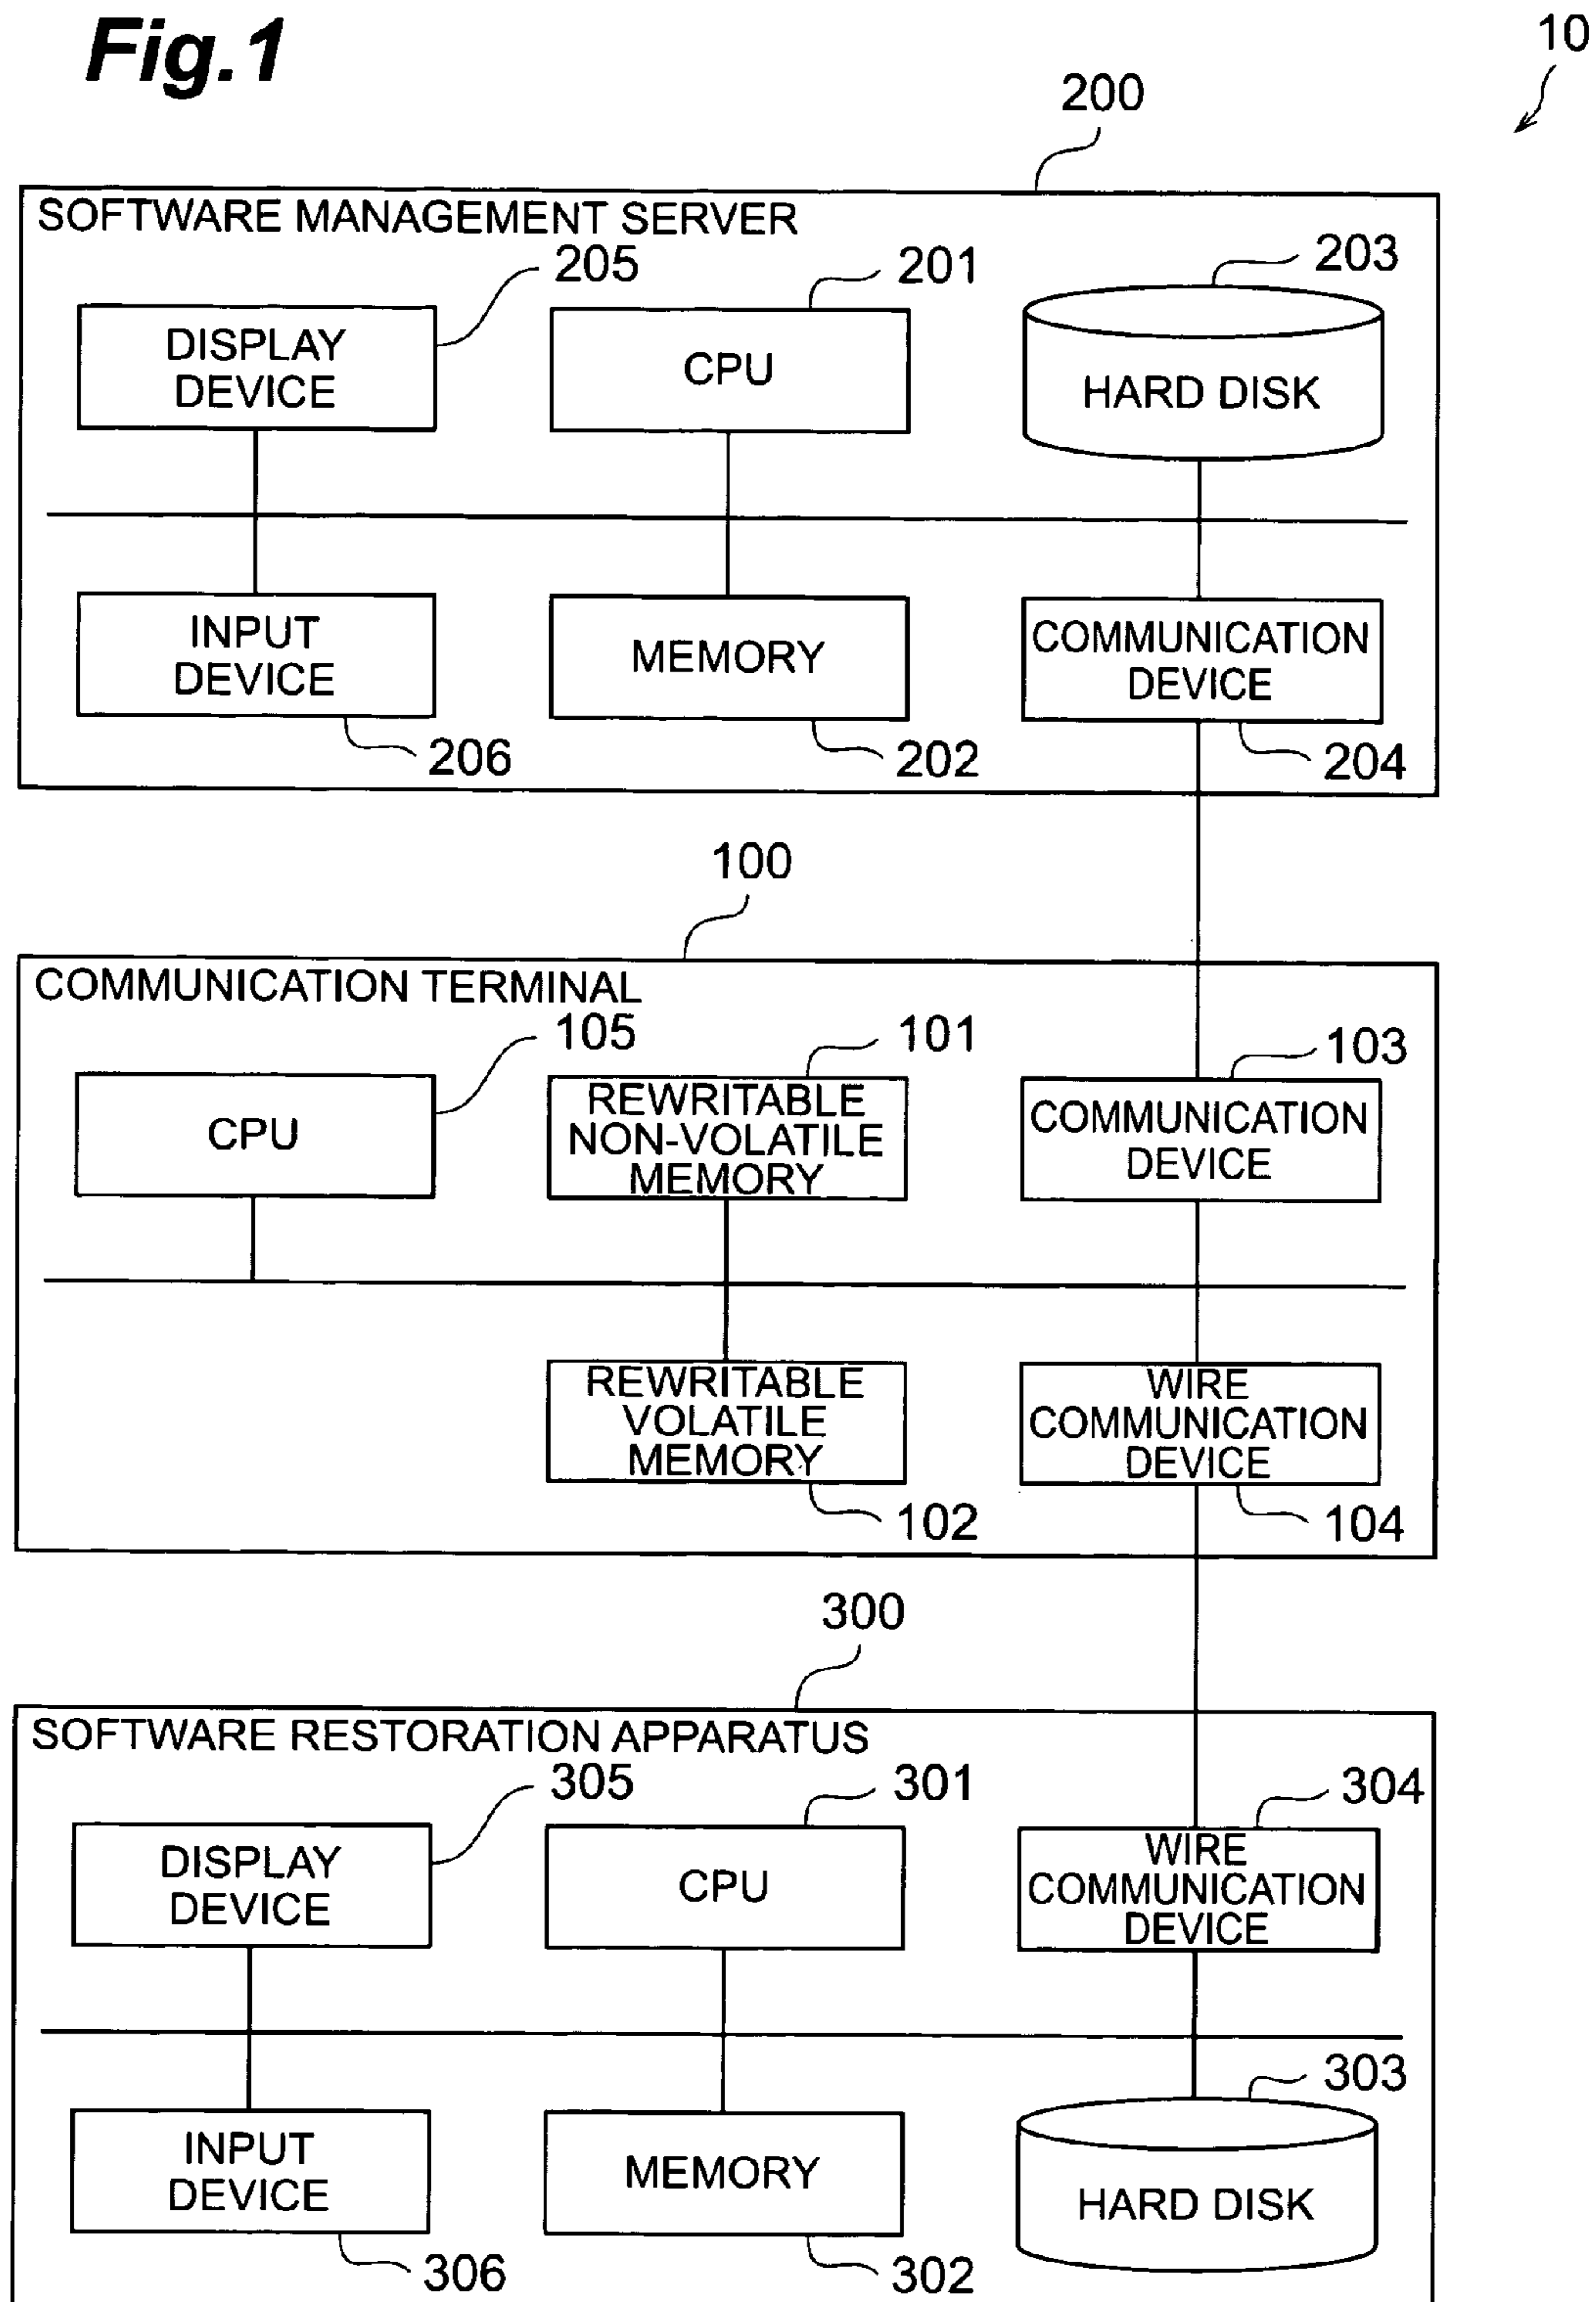 Fig.1
10
200
SOFTWARE MANAGEMENT SERVER
205
201
203
DISPLAY
DEVICE
CPU
HARD DISK
INPUT
DEVICE
MEMORY
COMMUNICATION
DEVICE
206
202
204
100
COMMUNICATION TERMINAL
105
101
103
CPU
REWRITABLE
NON-VOLATILE
MEMORY
COMMUNICATION
DEVICE
REWRITABLE
VOLATILE
MEMORY
WIRE
COMMUNICATION
DEVICE
102
104
300
SOFTWARE RESTORATION APPARATUS
305
301
304
DISPLAY
DEVICE
CPU
WIRE
COMMUNICATION
DEVICE
303
INPUT
DEVICE
MEMORY
HARD DISK
306
302